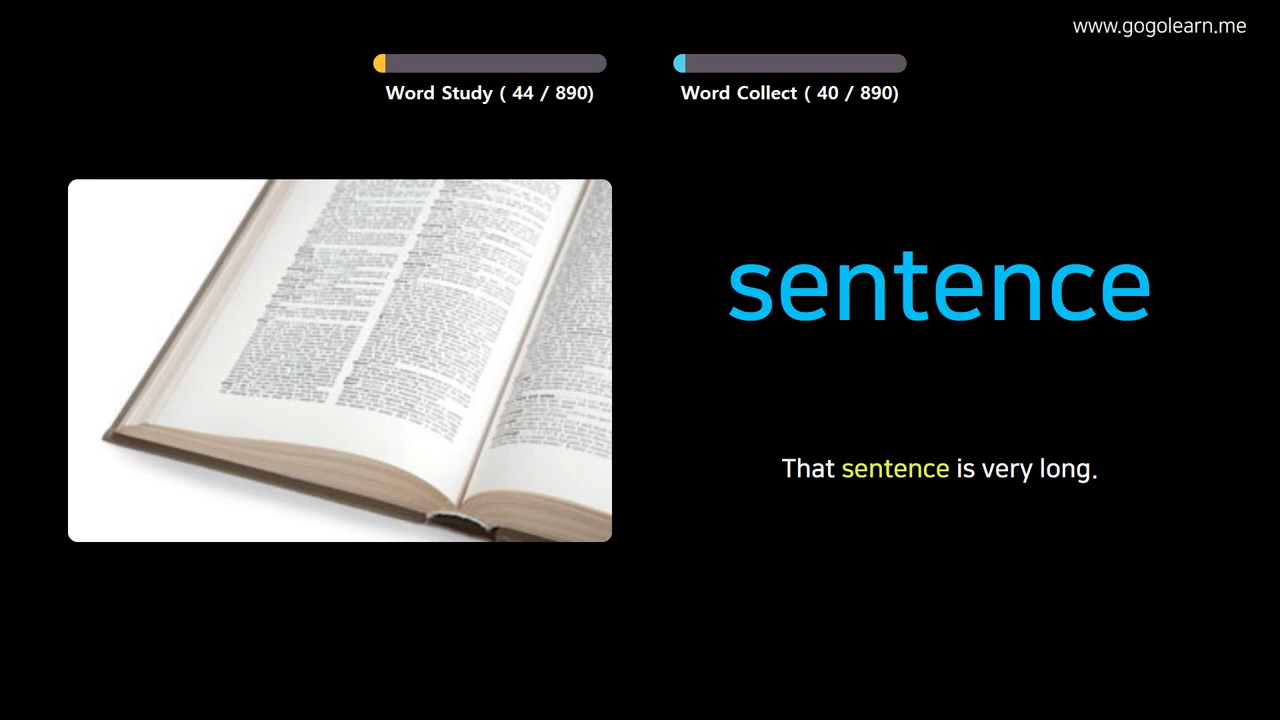 www.gogolearn.me
Word Study ( 44 / 890)
Word Collect ( 40 / 890)
sentence
That sentence is very long.